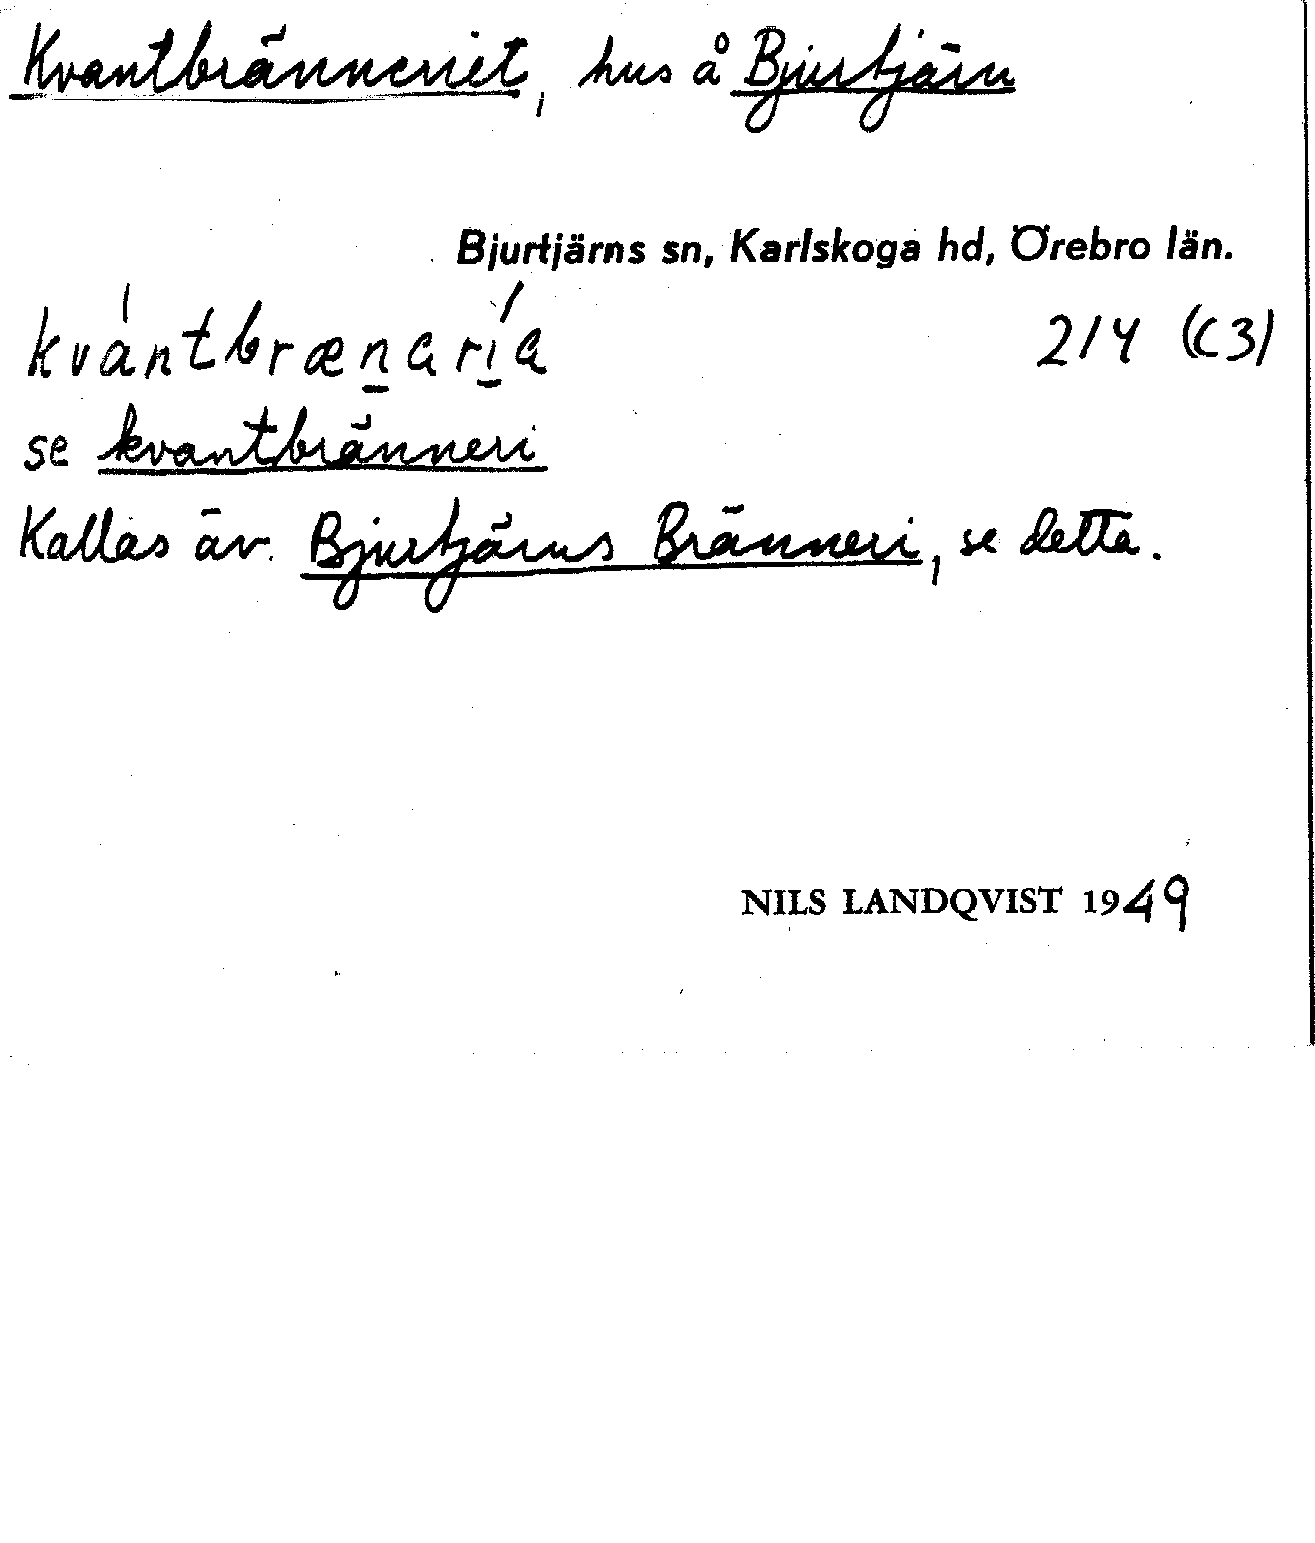 Kvantbränneriet, hus å Bjurtjärn
Bjurtjärns sn, Karlskoga hd, Örebro län.
kvantbrænaría 2/4 (C3)
se kvantbränneri
Kallas äv. Bjurtjärns Bränneri, se detta.
NILS LANDQVIST 1949